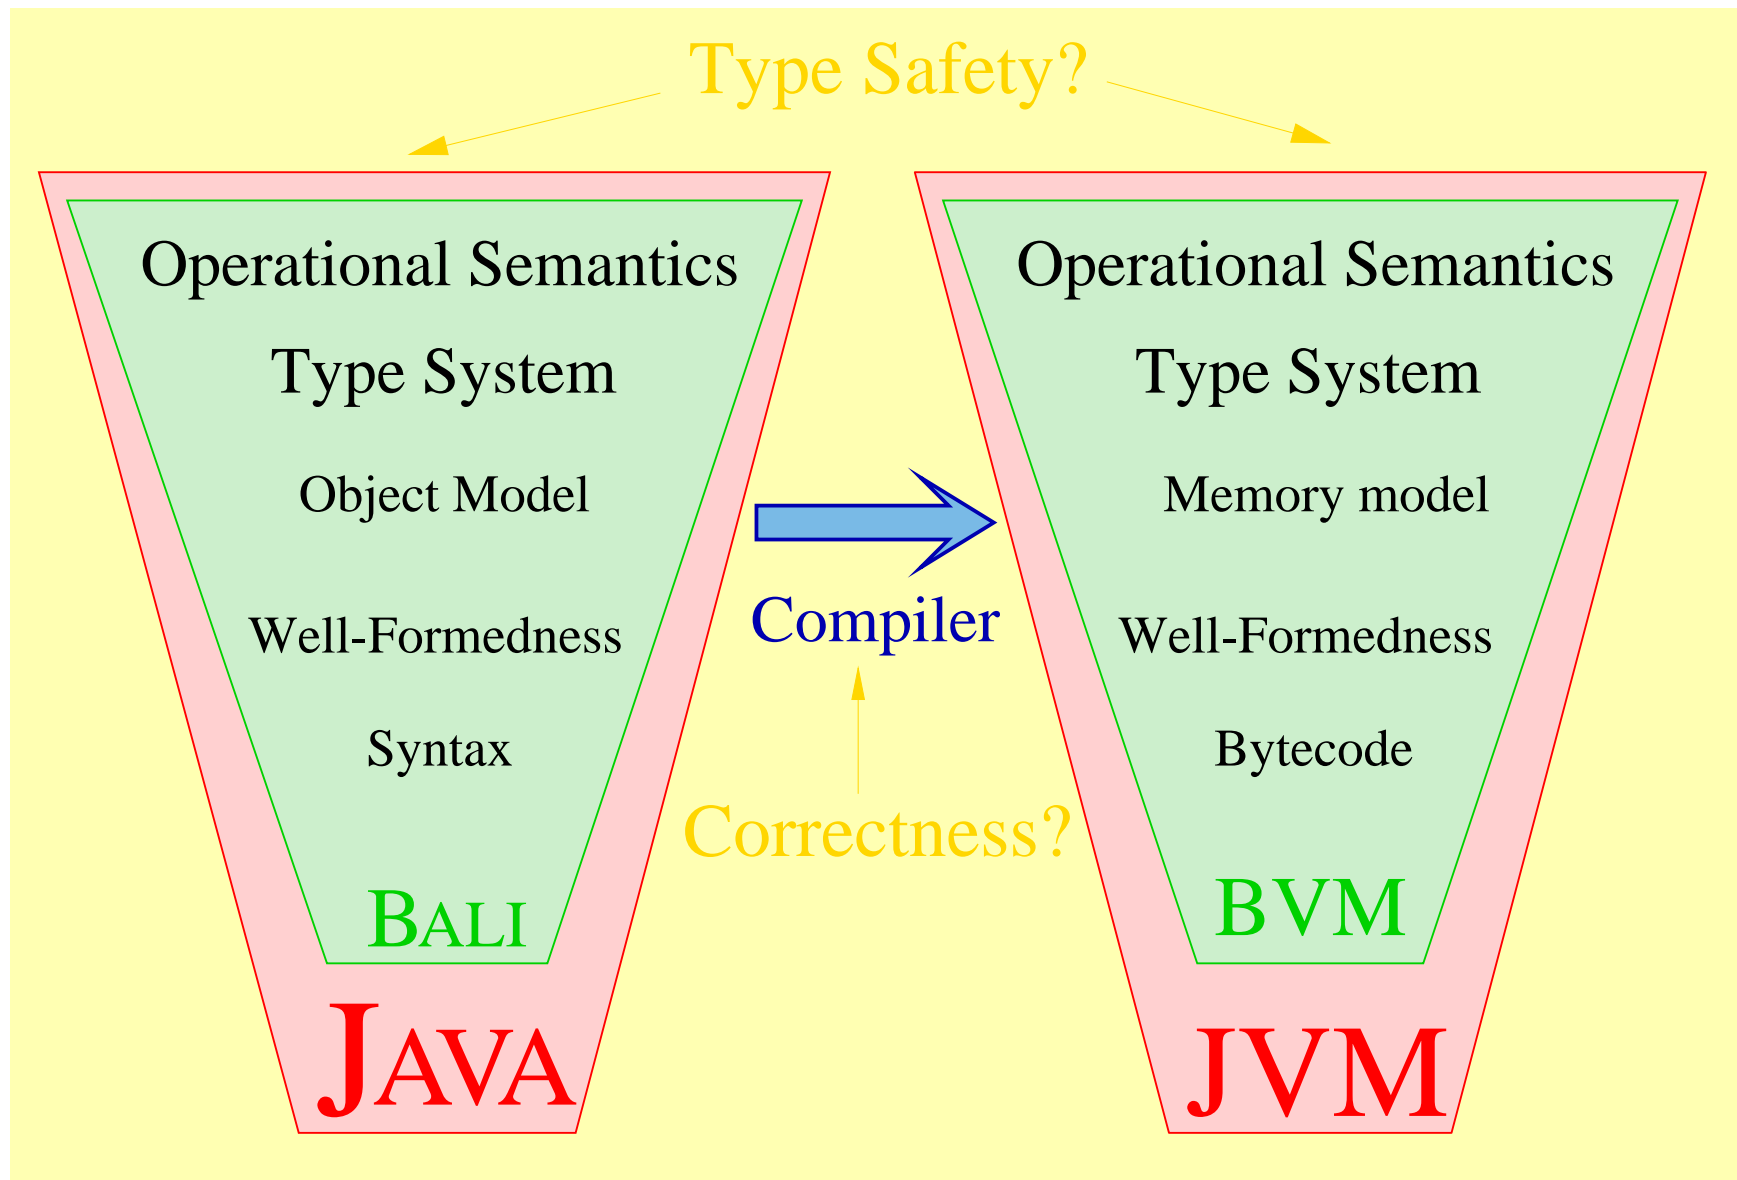 Type Safety?
Operational Semantics
Type System
Object Model
Well-Formedness
Syntax
BALI
JAVA
Compiler
Correctness?
Operational Semantics
Type System
Memory model
Well-Formedness
Bytecode
BVM
JVM